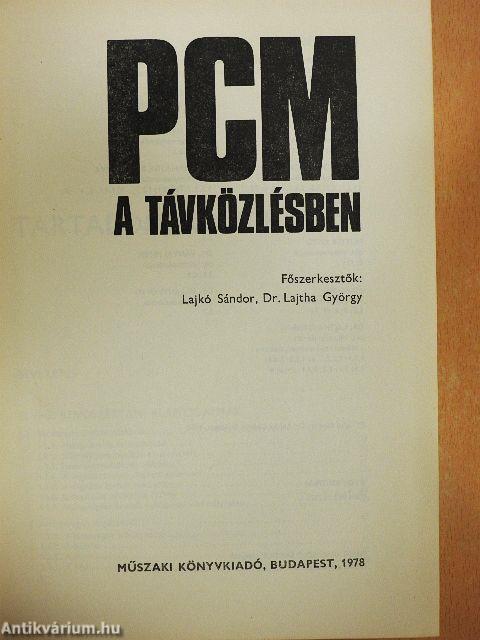 PCM
A TÁVKÖZLÉSBEN
Főszerkesztők:
Lajkó Sándor, Dr. Lajtha György
MŰSZAKI KÖNYVKIADÓ, BUDAPEST, 1978
Antikvárium.hu